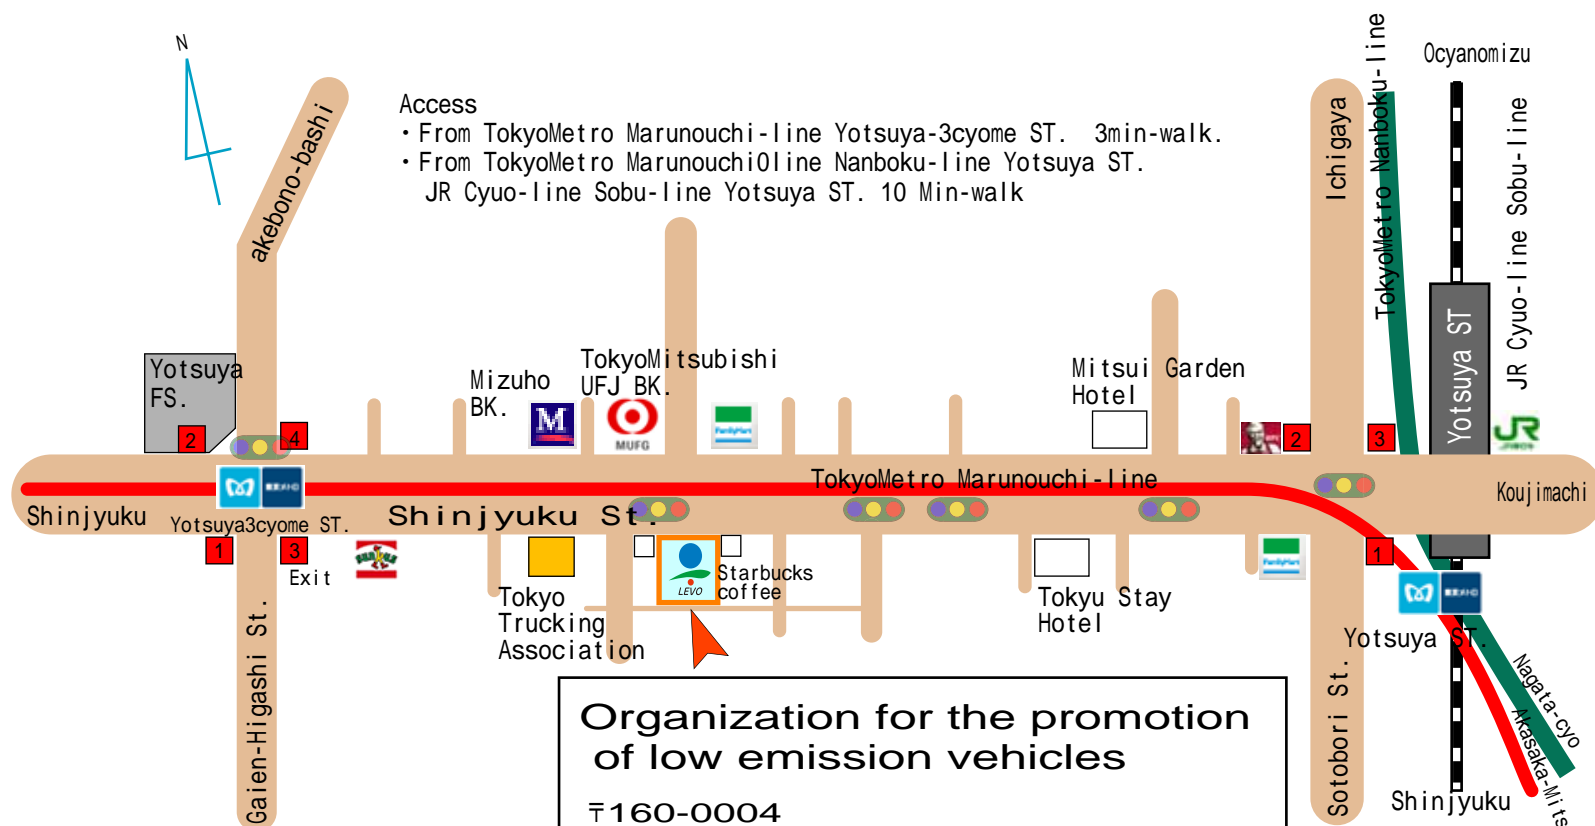 N
akebono-bashi
Access
・From TokyoMetro Marunouchi-line Yotsuya-3cyome ST. 3min-walk.
・From TokyoMetro Marunouchi0line Nanboku-line Yotsuya ST.
JR Cyuo-line Sobu-line Yotsuya ST. 10 Min-walk
Ichigaya
TokyoMetro Nanboku-line
Ocyanomizu
JR Cyuo-line Sobu-line
Yotsuya ST
JR
Yotsuya
FS.
2
4
Mizuho
BK.
M
TokyoMitsubishi
UFJ BK.
MUFG
FamilyMart
Mitsui Garden
Hotel
2
3
TokyoMetro Marunouchi-line
Koujimachi
Shinjyuku
Yotsuya3cyome ST.
Shinjyuku St.
1
3
Exit
Gaien-Higashi St.
Tokyo
Trucking
Association
LEVO
Starbucks
coffee
Tokyu Stay
Hotel
FamilyMart
1
Yotsuya ST.
Sotobori St.
Nagata-cyo
Akasaka-Mits
Shinjyuku
Organization for the promotion
of low emission vehicles
〒160-0004